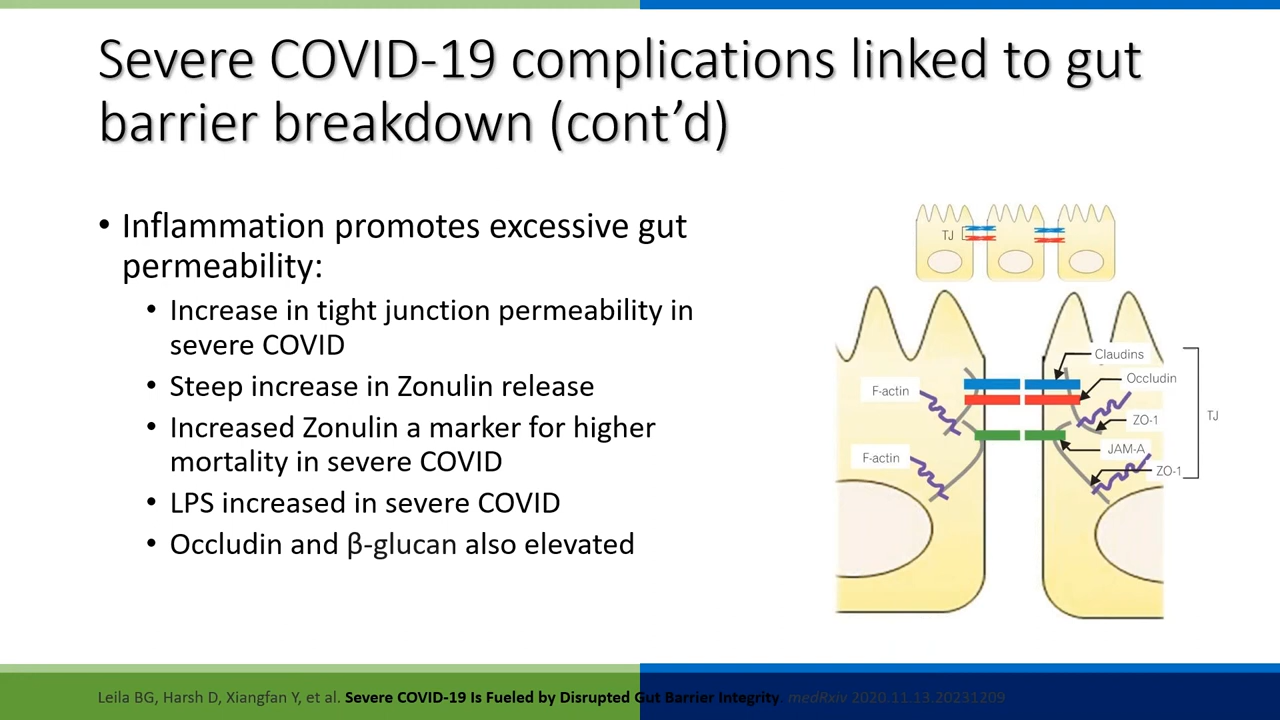 Severe COVID-19 complications linked to gut
barrier breakdown (cont’d)
• Inflammation promotes excessive gut
permeability:
• Increase in tight junction permeability in
severe COVID
• Steep increase in Zonulin release
• Increased Zonulin a marker for higher
mortality in severe COVID
• LPS increased in severe COVID
• Occludin and β-glucan also elevated
TJ
Claudins
Occludin
F-actin
ZO-1
TJ
JAM-A
F-actin
ZO-1
Leila BG, Harsh D, Xiangfan Y, et al. Severe COVID-19 Is Fueled by Disrupted Gut Barrier Integrity. medRxiv 2020.11.13.20231209